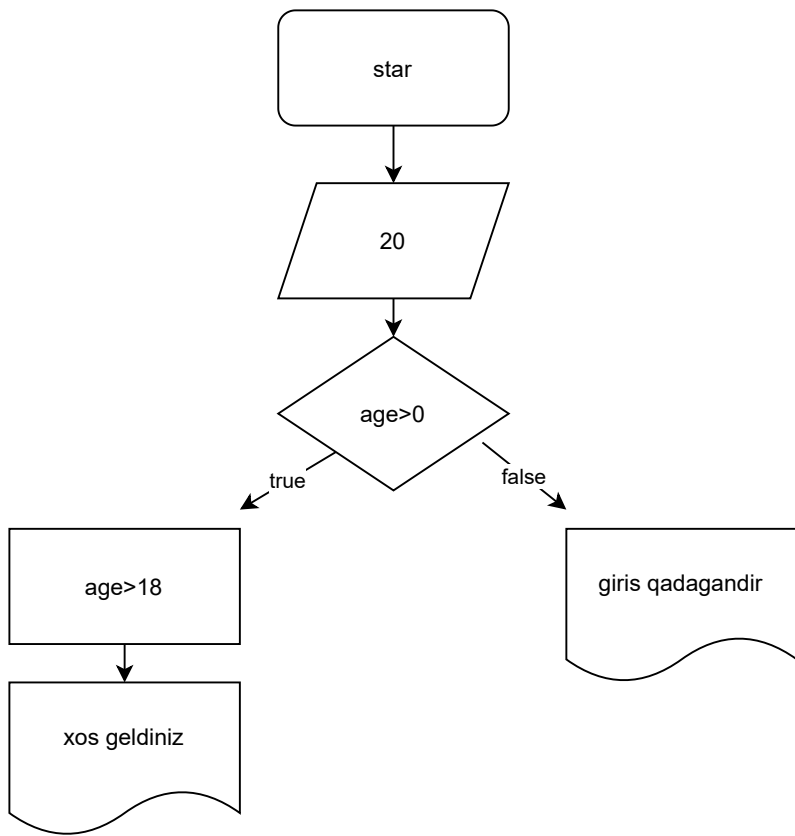 star
20
age>0
true
false
age>18
giris qadagandir
xos geldiniz